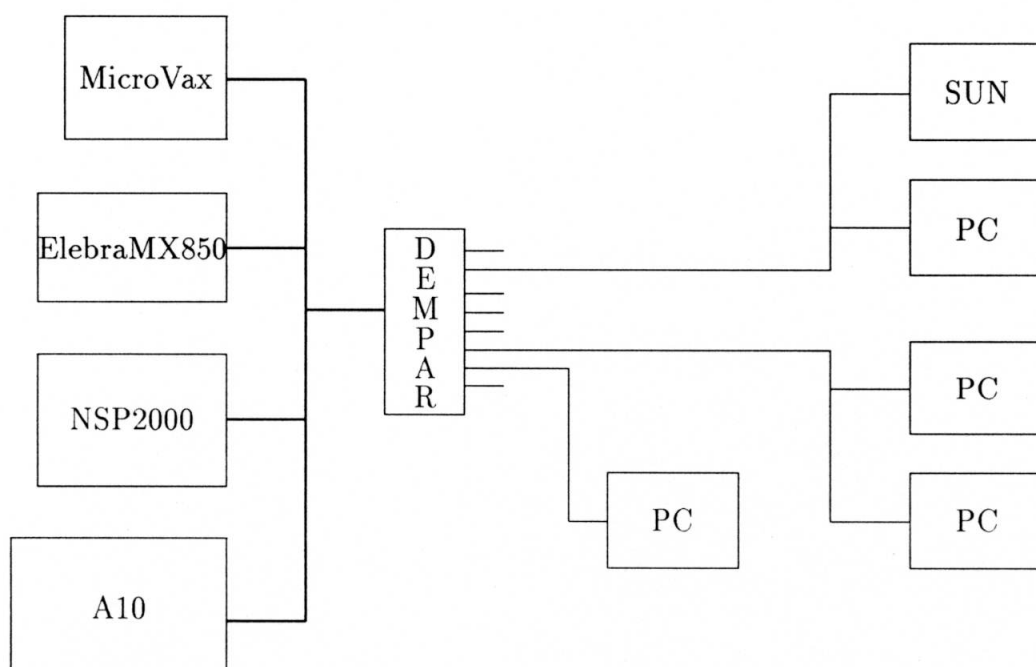 MicroVax
ElebraMX850
NSP2000
A10
D
E
M
P
A
R
SUN
PC
PC
PC
PC